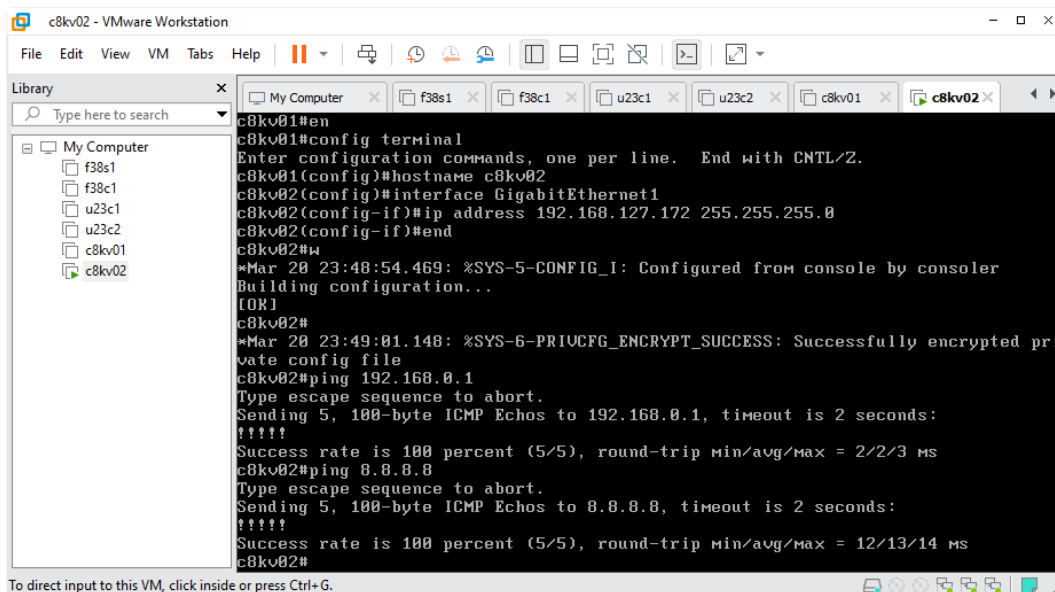 c8kv02 - VMware Workstation
File Edit View VM Tabs Help
Library
Type here to search
My Computer
f38s1
f38c1
u23c1
u23c2
c8kv01
c8kv02
My Computer f38s1 f38c1 u23c1 u23c2 c8kv01 c8kv02
c8kv01#en
c8kv01#config terminal
Enter configuration commands, one per line.  End with CNTL/Z.
c8kv01(config)#hostname c8kv02
c8kv02(config)#interface GigabitEthernet1
c8kv02(config-if)#ip address 192.168.127.172 255.255.255.0
c8kv02(config-if)#end
c8kv02#w
*Mar 20 23:48:54.469: %SYS-5-CONFIG_I: Configured from console by consoler
Building configuration...
[OK]
c8kv02#
*Mar 20 23:49:01.148: %SYS-6-PRIVCFG_ENCRYPT_SUCCESS: Successfully encrypted pri
vate config file
c8kv02#ping 192.168.0.1
Type escape sequence to abort.
Sending 5, 100-byte ICMP Echos to 192.168.0.1, timeout is 2 seconds:
!!!!!
Success rate is 100 percent (5/5), round-trip min/avg/max = 2/2/3 ms
c8kv02#ping 8.8.8.8
Type escape sequence to abort.
Sending 5, 100-byte ICMP Echos to 8.8.8.8, timeout is 2 seconds:
!!!!!
Success rate is 100 percent (5/5), round-trip min/avg/max = 12/13/14 ms
c8kv02#
To direct input to this VM, click inside or press Ctrl+G.